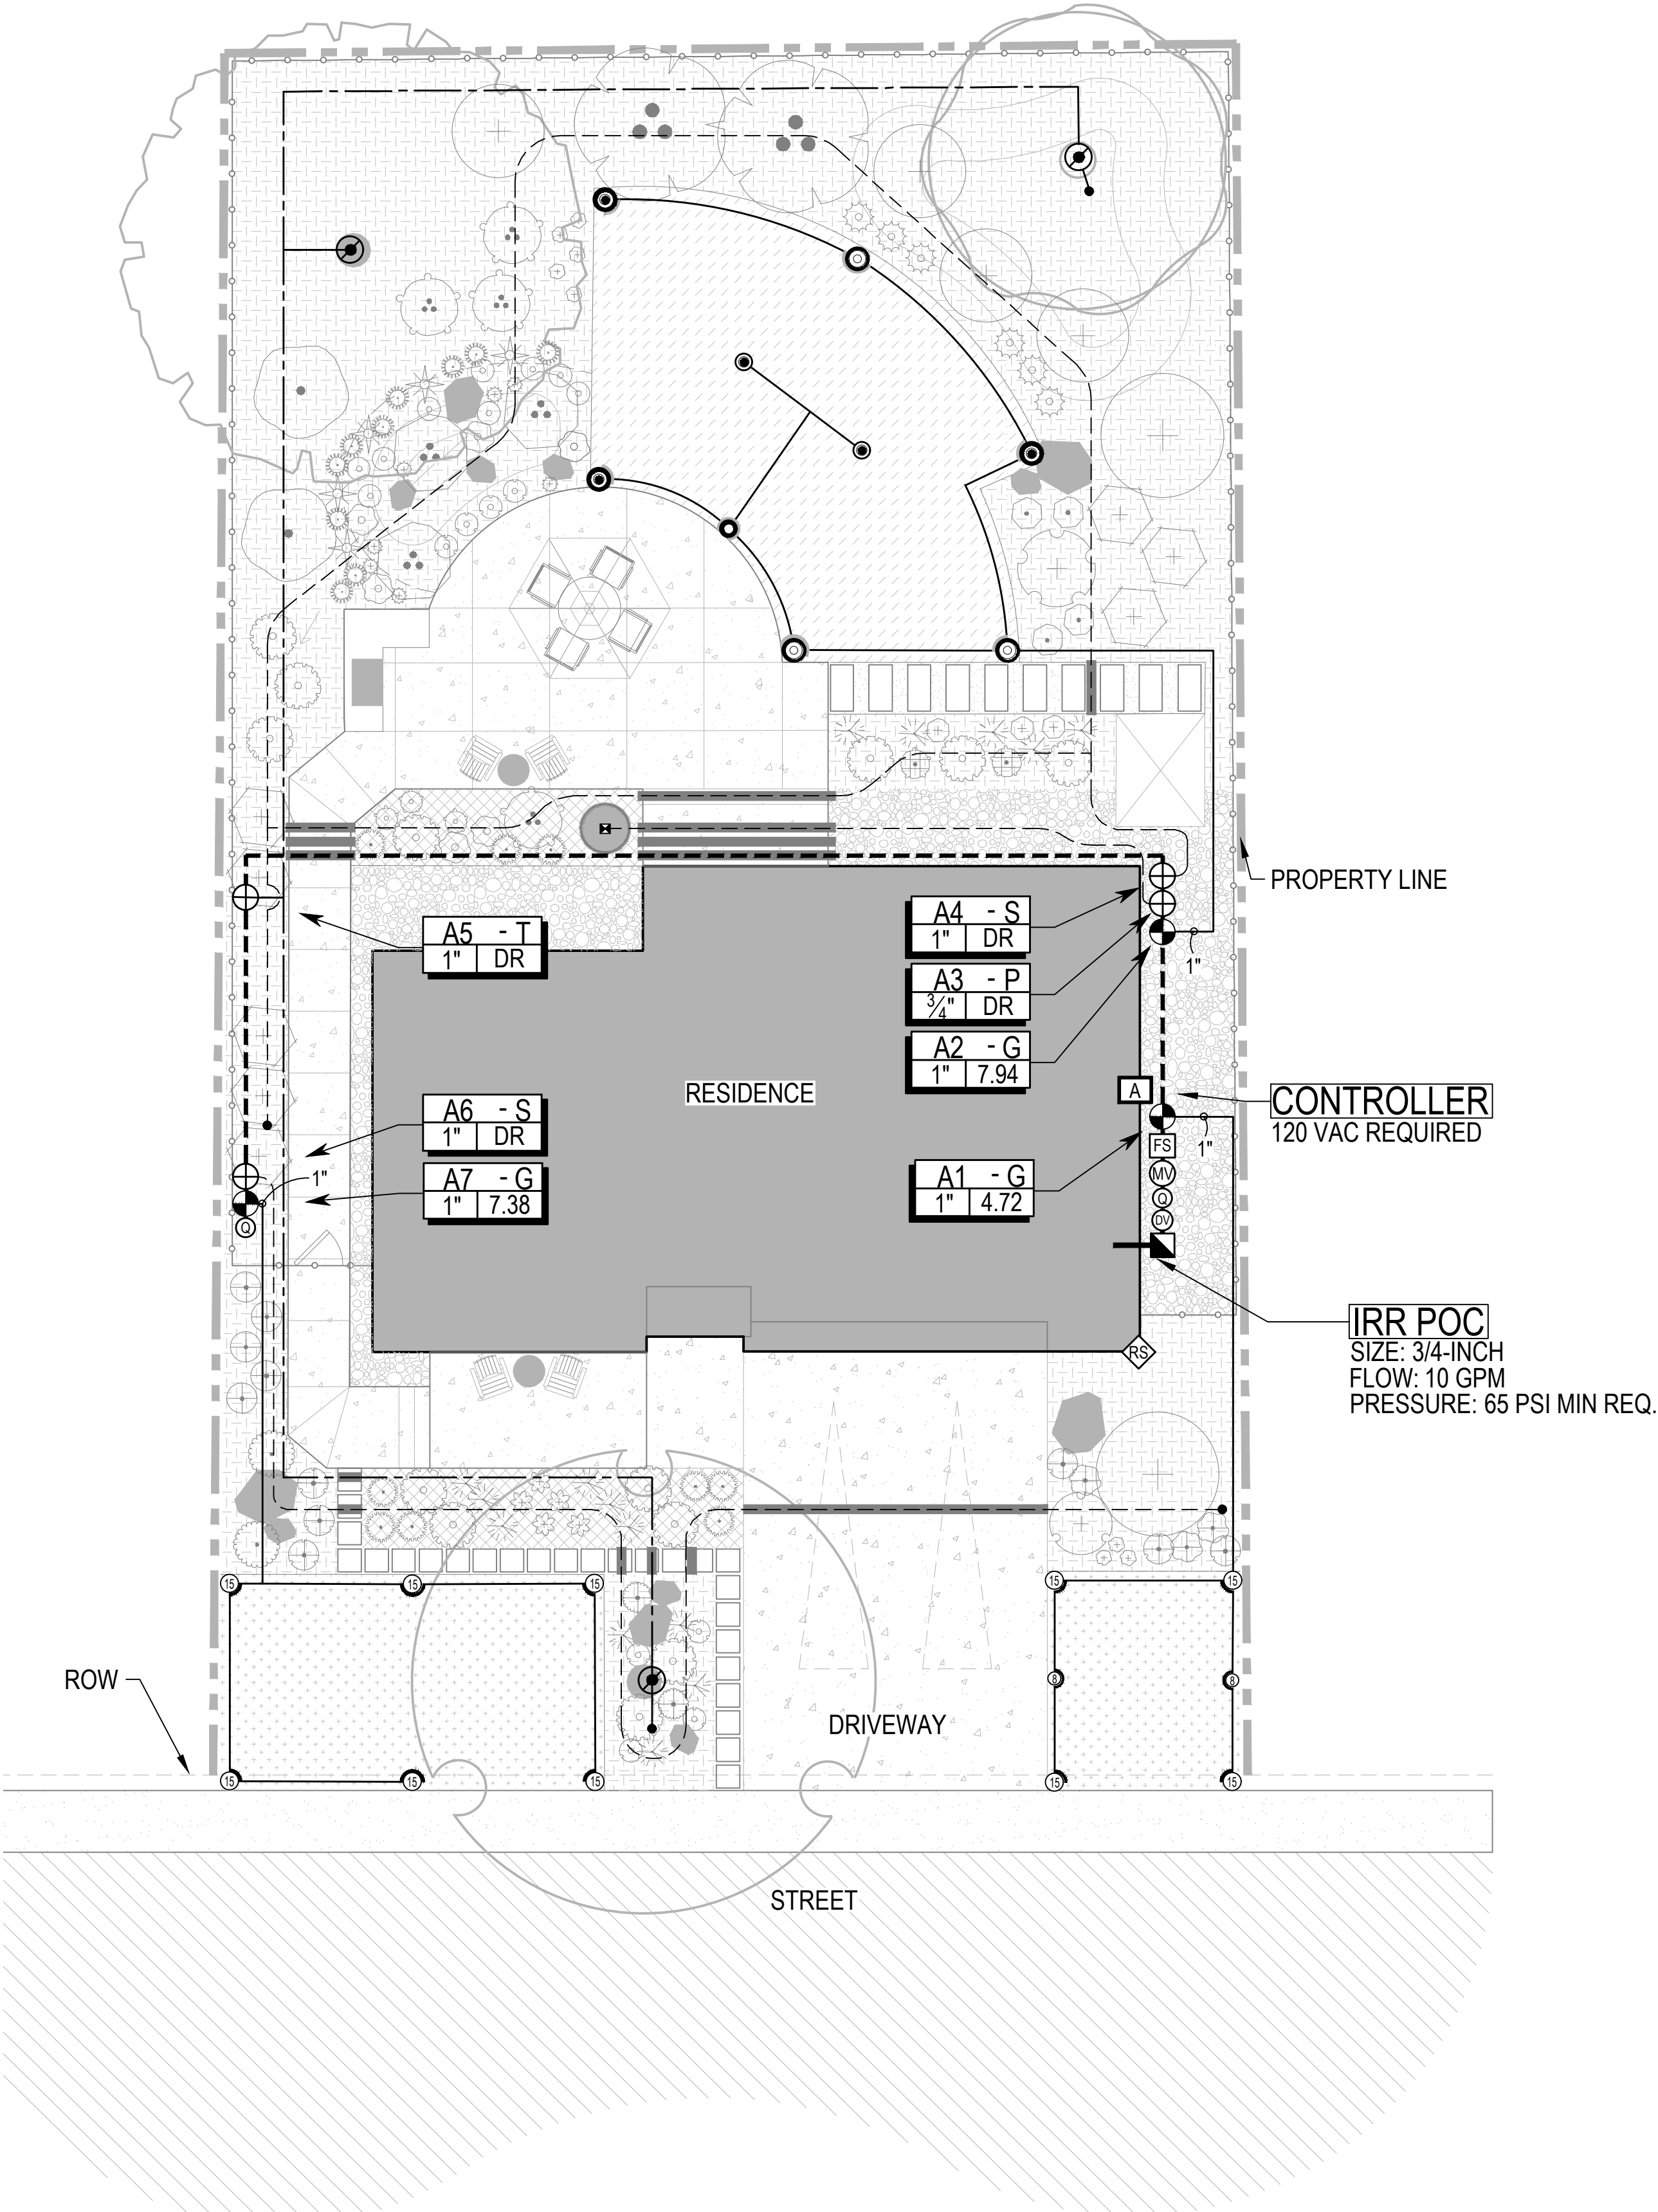 PROPERTY LINE
A5 - T
1" DR
A4 - S
1" DR
A3 - P
3/4" DR
A2 - G
1" 7.94
1"
RESIDENCE
A
CONTROLLER
120 VAC REQUIRED
A6 - S
1" DR
1"
FS
A7 - G
1" 7.38
1"
A1 - G
1" 4.72
MV
Q
DV
Q
IRR POC
SIZE: 3/4-INCH
FLOW: 10 GPM
PRESSURE: 65 PSI MIN REQ.
RS
15
15
15
15
15
ROW
8
8
DRIVEWAY
15
15
15
15
15
STREET